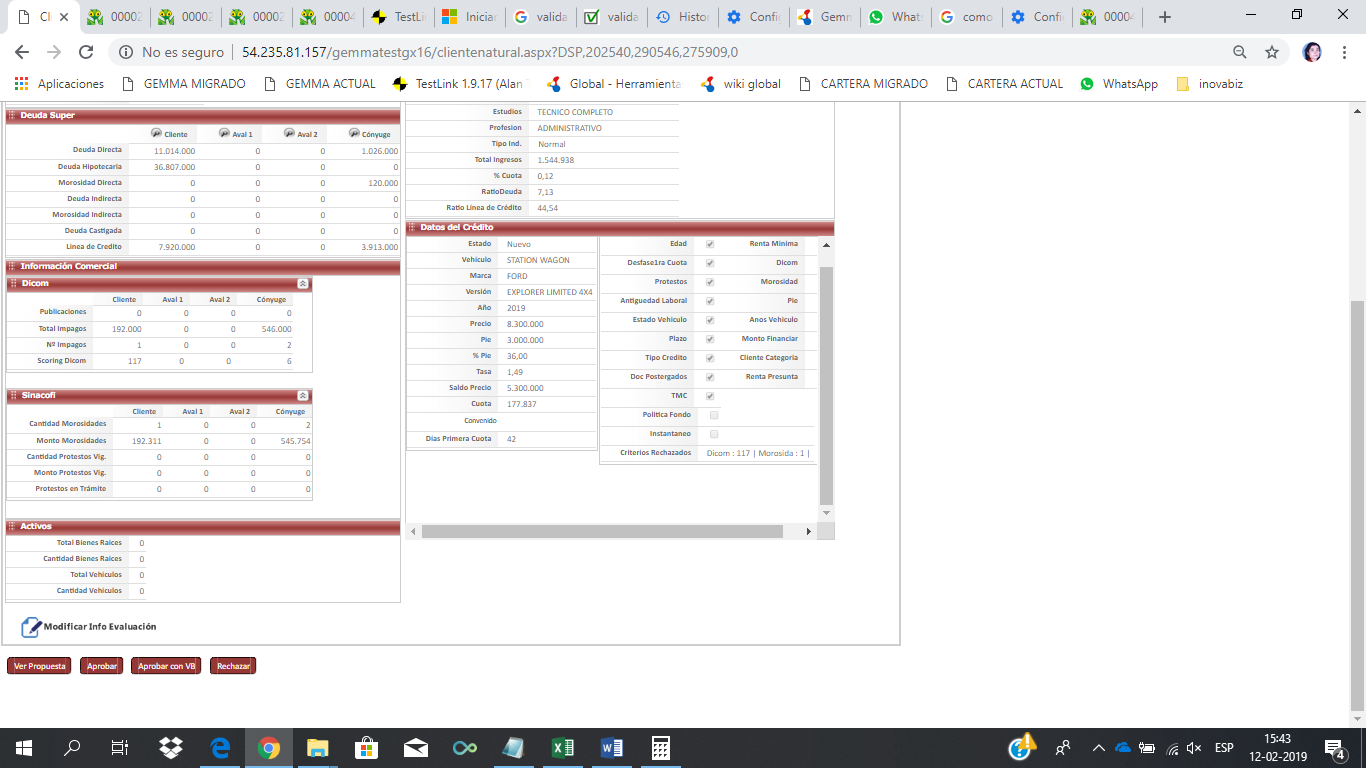 Cl
00002
00002
00002
00004
TestLi
Iniciar
valida
valida
Histor
Config
Gemm
Whats
como
Confi
0000
No es seguro | 54.235.81.157/gemmatestgx16/clientenatural.aspx?DSP,202540,290546,275909,0
Aplicaciones GEMMA MIGRADO GEMMA ACTUAL TestLink 1.9.17 (Alan Global - Herramienta wiki global CARTERA MIGRADO CARTERA ACTUAL WhatsApp inovabiz
Deuda Super
Cliente Aval 1 Aval 2 Cónyuge
Deuda Directa 11.014.000 0 0 1.026.000
Deuda Hipotecaria 36.807.000 0 0 0
Morosidad Directa 0 0 0 120.000
Deuda Indirecta 0 0 0 0
Morosidad Indirecta 0 0 0 0
Deuda Castigada 0 0 0 0
Linea de Credito 7.920.000 0 0 3.913.000
Información Comercial
Dicom
Cliente Aval 1 Aval 2 Cónyuge
Publicaciones 0 0 0 0
Total Impagos 192.000 0 0 546.000
Nº Impagos 1 0 0 2
Scoring Dicom 117 0 0 6
Sinacofi
Cliente Aval 1 Aval 2 Cónyuge
Cantidad Morosidades 1 0 0 2
Monto Morosidades 192.311 0 0 545.754
Cantidad Protestos Vig. 0 0 0 0
Monto Protestos Vig. 0 0 0 0
Protestos en Trámite 0 0 0 0
Activos
Total Bienes Raices 0
Cantidad Bienes Raices 0
Total Vehículos 0
Cantidad Vehículos 0
Modificar Info Evaluación
Ver Propuesta Aprobar Aprobar con VB Rechazar
Estudios TECNICO COMPLETO
Profesion ADMINISTRATIVO
Tipo Ind. Normal
Total Ingresos 1.544.938
% Cuota 0,12
RatioDeuda 7,13
Ratio Línea de Crédito 44,54
Datos del Crédito
Estado Nuevo
Vehículo STATION WAGON
Marca FORD
Versión EXPLORER LIMITED 4X4
Año 2019
Precio 8.300.000
Pie 3.000.000
% Pie 36,00
Tasa 1,49
Saldo Precio 5.300.000
Cuota 177.837
Convenido
Días Primera Cuota 42
Edad Renta Minima
Desfase1ra Cuota Dicom
Protestos Morosidad
Antiguedad Laboral Pie
Estado Vehiculo Anos Vehiculo
Plazo Monto Financiar
Tipo Credito Cliente Categoria
Doc Postergados Renta Presunta
TMC
Politica Fondo
Instantaneo
Criterios Rechazados Dicom : 117 | Morosida : 1 |
ESP
15:43
12-02-2019
4